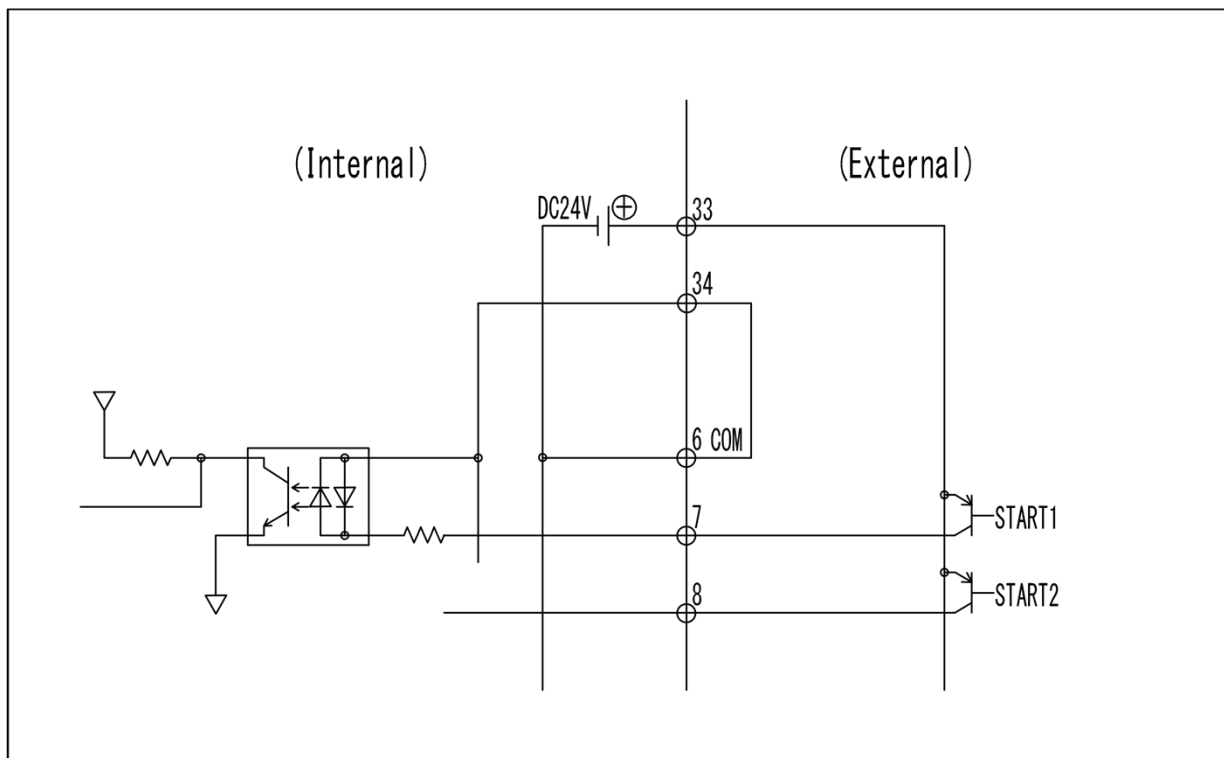 (Internal)
(External)
DC24V
33
34
6 COM
7
START1
8
START2